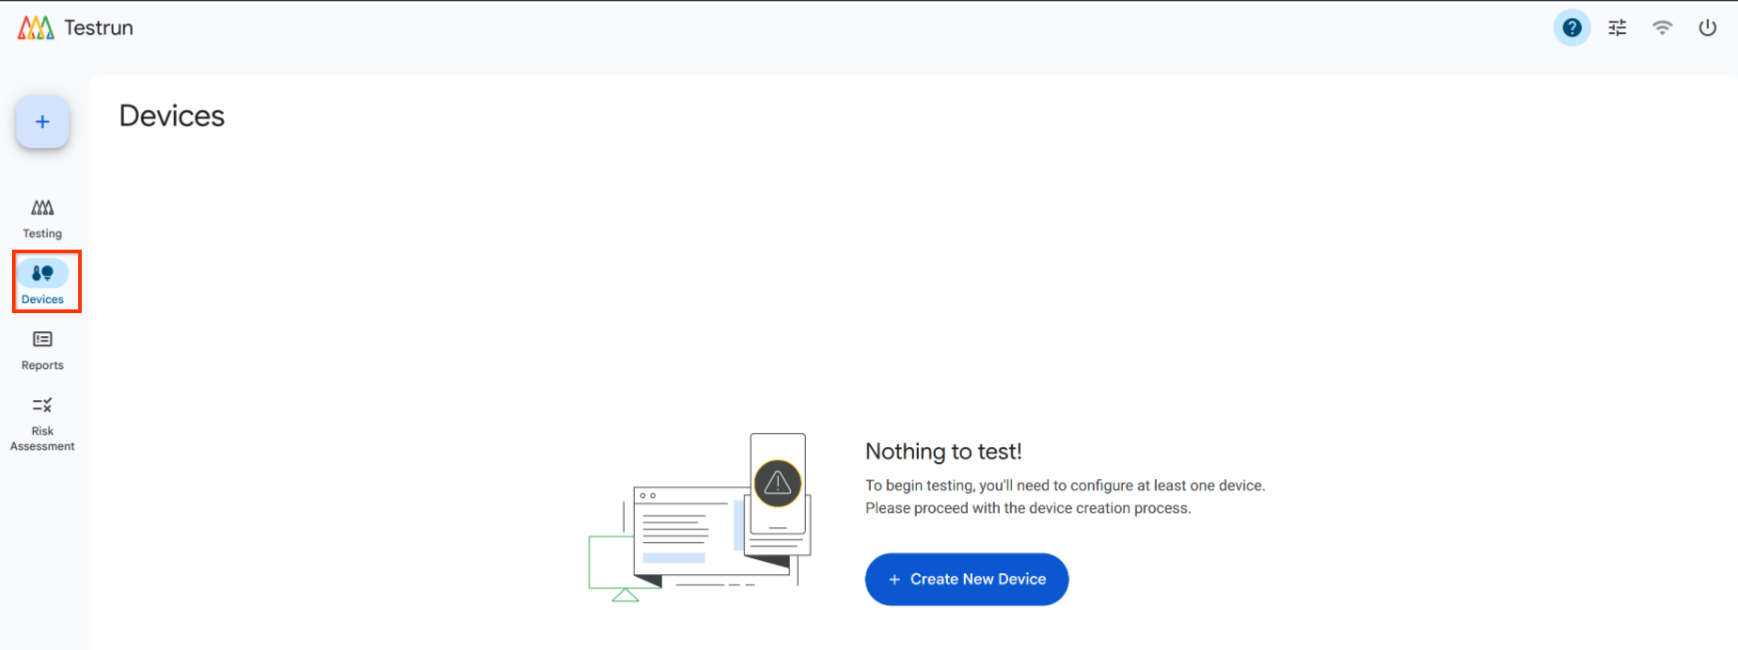 Testrun
Devices
Testing
Devices
Reports
Risk
Assessment
Nothing to test!
To begin testing, you'll need to configure at least one device.
Please proceed with the device creation process.
+ Create New Device